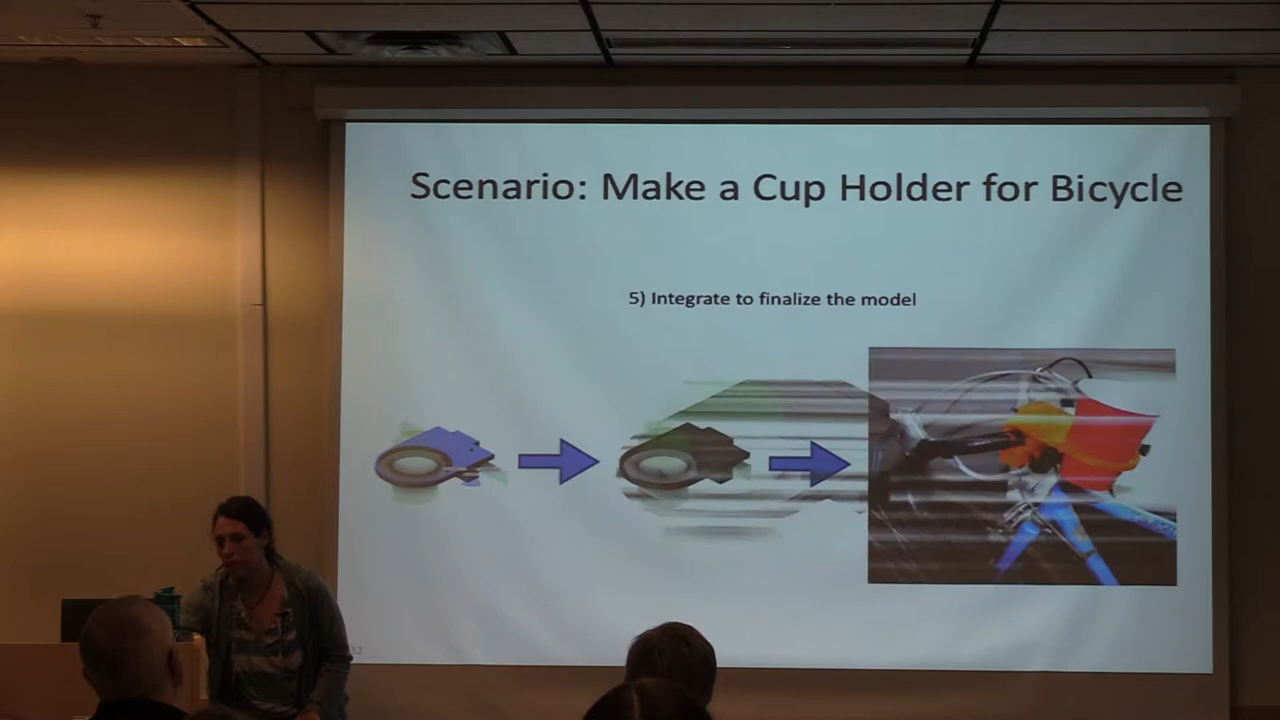 Scenario: Make a Cup Holder for Bicycle
5) Integrate to finalize the model